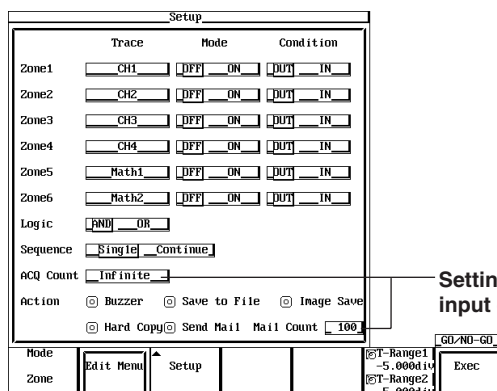 Setup
Trace Mode Condition
Zone1 CH1 OFF ON OUT IN
Zone2 CH2 OFF ON OUT IN
Zone3 CH3 OFF ON OUT IN
Zone4 CH4 OFF ON OUT IN
Zone5 Math1 OFF ON OUT IN
Zone6 Math2 OFF ON OUT IN
Logic AND OR
Sequence Single Continue
ACQ Count Infinite
Action Buzzer Save to File Image Save
Hard Copy Send Mail Mail Count 100
input
GO/NO-GO
Mode Edit Menu Setup T-Range1 Exec
-5.000div
Zone T-Range2